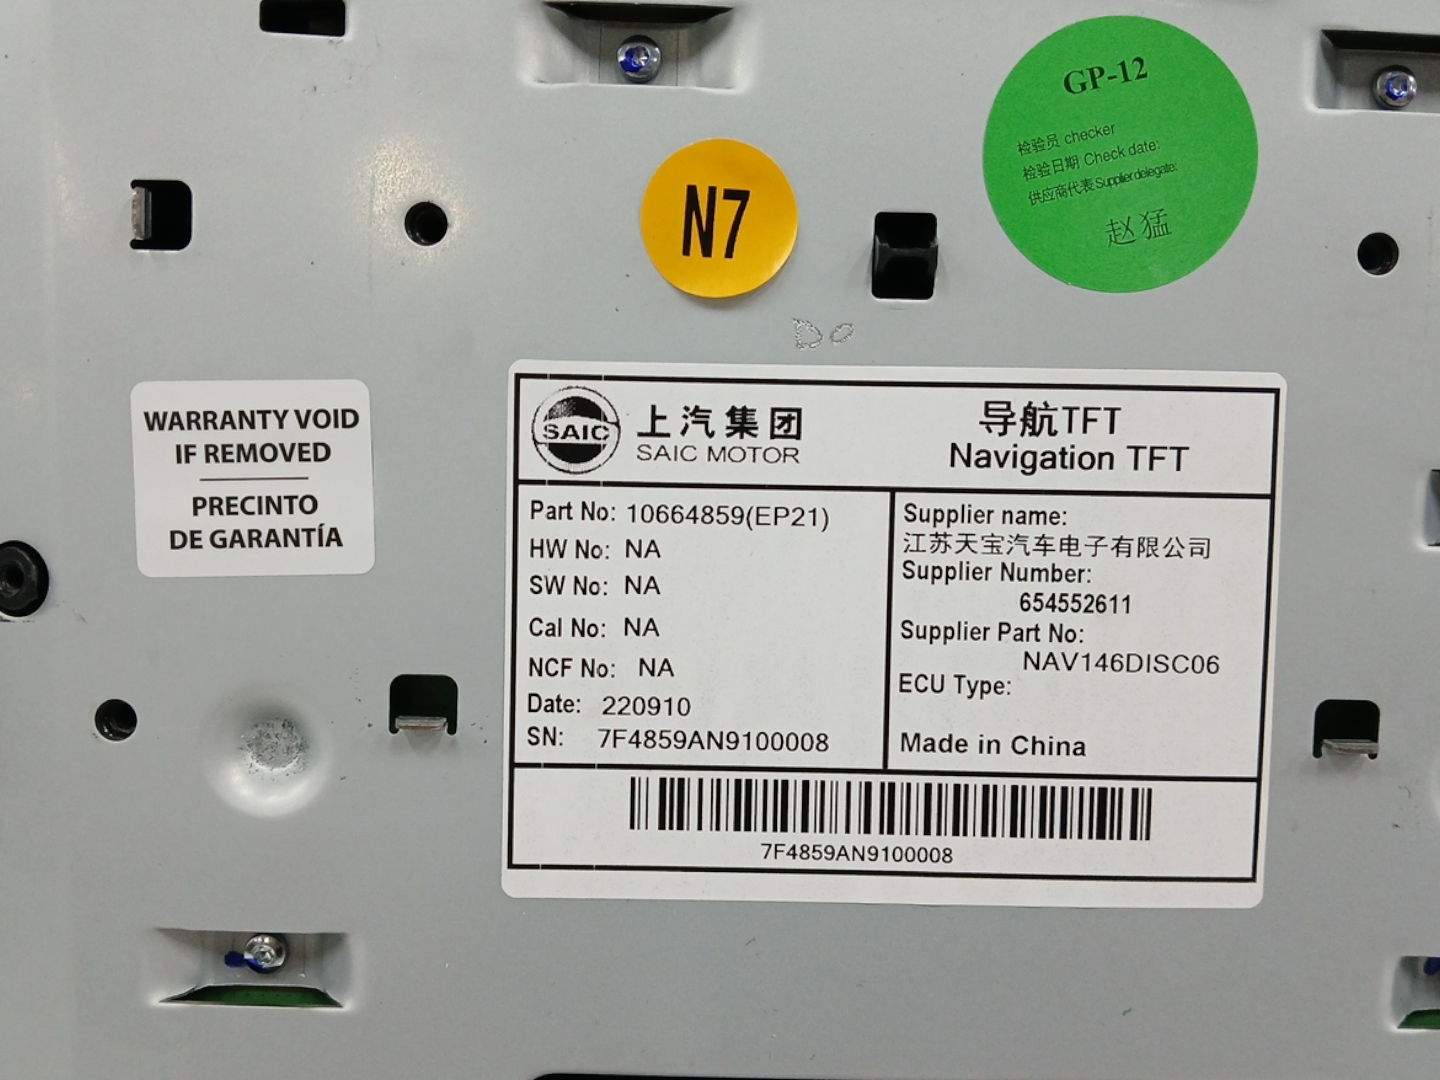 GP-12
检验员 checker
检验日期 Check date:
供应商代表 Supplier delegate:
赵猛
N7
WARRANTY VOID
IF REMOVED
PRECINTO
DE GARANTÍA
SAIC
上汽集团
SAIC MOTOR
导航TFT
Navigation TFT
Part No: 10664859(EP21)
HW No: NA
SW No: NA
Cal No: NA
NCF No: NA
Date: 220910
SN: 7F4859AN9100008
Supplier name:
江苏天宝汽车电子有限公司
Supplier Number:
654552611
Supplier Part No:
NAV146DISC06
ECU Type:
Made in China
7F4859AN9100008